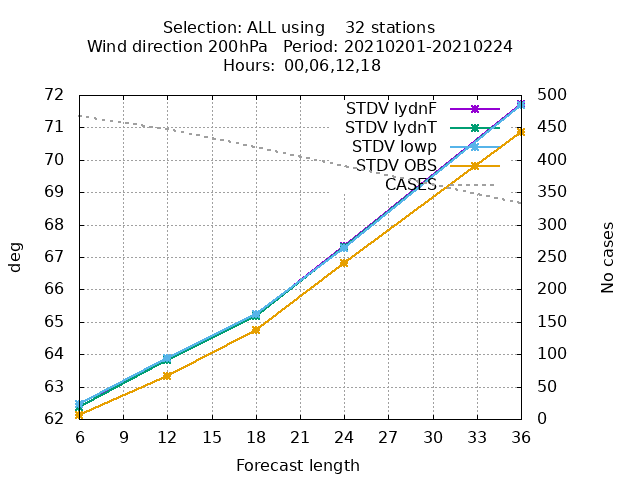 Selection: ALL using    32 stations
Wind direction 200hPa   Period: 20210201-20210224
Hours:  00,06,12,18
72
71
70
69
68
67
66
65
64
63
62
deg
STDV lydnF
STDV lydnT
STDV lowp
STDV OBS
CASES
500
450
400
350
300
250
200
150
100
50
0
No cases
6 9 12 15 18 21 24 27 30 33 36
Forecast length